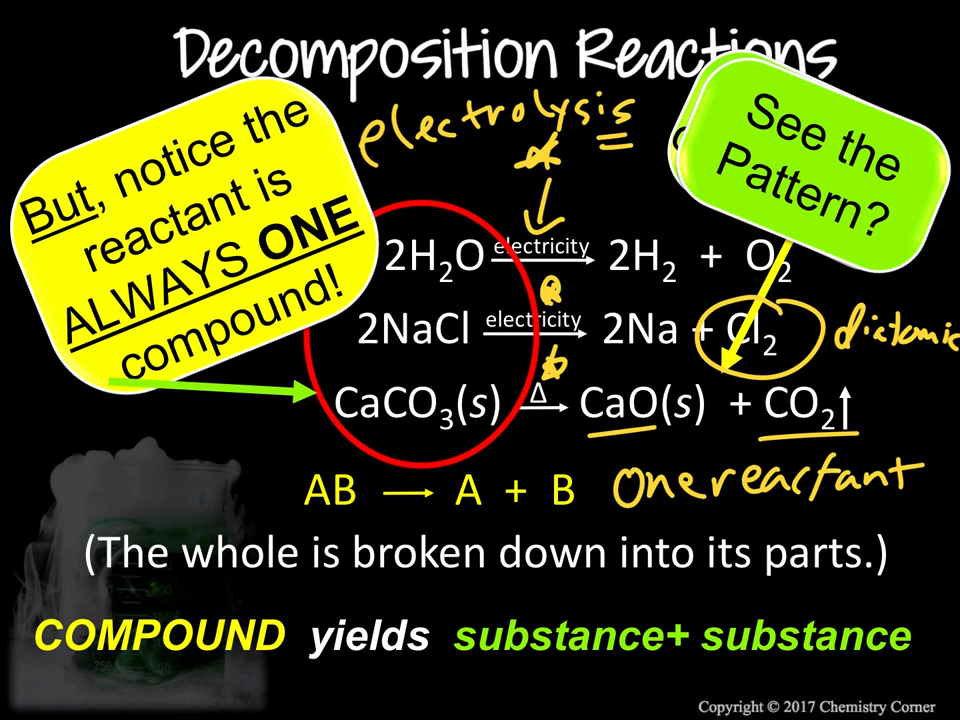 Decomposition Reactions
But, notice the
reactant is
ALWAYS ONE
compound!
electrolysis
See the
Pattern?
2H₂O electricity→ 2H₂ + O₂
2NaCl electricity→ 2Na + Cl₂
diatomic
CaCO₃(s) Δ→ CaO(s) + CO₂↑
AB → A + B
one reactant
(The whole is broken down into its parts.)
COMPOUND yields substance+ substance
Copyright © 2017 Chemistry Corner